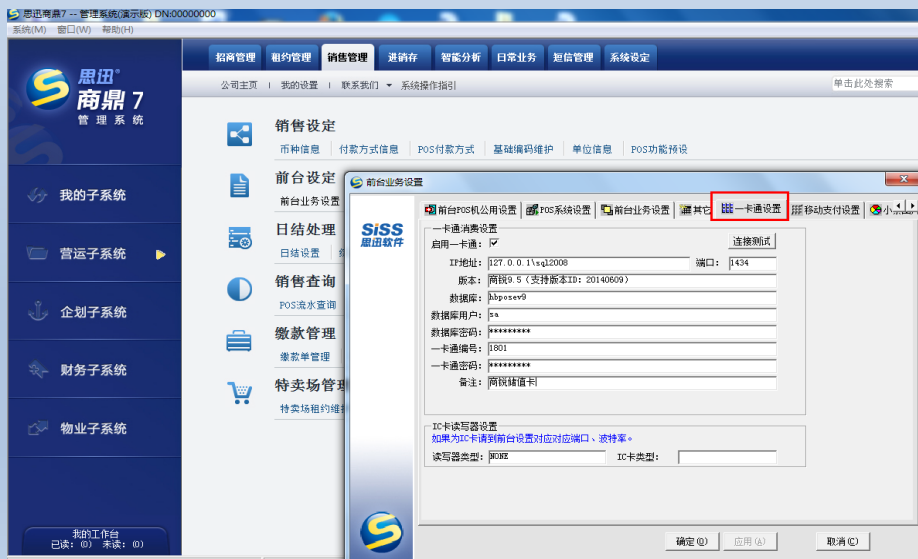 思迅商鼎7 -- 管理系统(演示版) DN:00000000
系统(M) 窗口(W) 帮助(H)
思迅®
商鼎 7
管理系统
招商管理 租约管理 销售管理 进销存 智能分析 日常业务 短信管理 系统设定
公司主页 我的设置 联系我们 系统操作指引
单击此处搜索
我的子系统
营运子系统
企划子系统
财务子系统
物业子系统
我的工作台
已读: (0) 未读: (0)
销售设定
币种信息 付款方式信息 POS付款方式 基础编码维护 单位信息 POS功能预设
前台设定
前台业务设置
日结处理
日结设置
销售查询
POS流水查询
缴款管理
缴款单管理
特卖场管理
特卖场租约维
前台业务设置
SiSS
思迅软件
前台POS机公用设置 POS系统设置 前台业务设置 其它 一卡通设置 移动支付设置 小
一卡通消费设置
启用一卡通: 连接测试
IP地址: 127.0.0.1\sql2008 端口: 1434
版本: 商锐9.5 (支持版本ID: 20140609)
数据库: hbposev9
数据库用户: sa
数据库密码: *********
一卡通编号: 1801
一卡通密码: *********
备注: 商锐储值卡
IC卡读写器设置
如果为IC卡请到前台设置对应对应端口、波特率。
读写器类型: NONE IC卡类型:
确定(O) 应用(A) 取消(C)